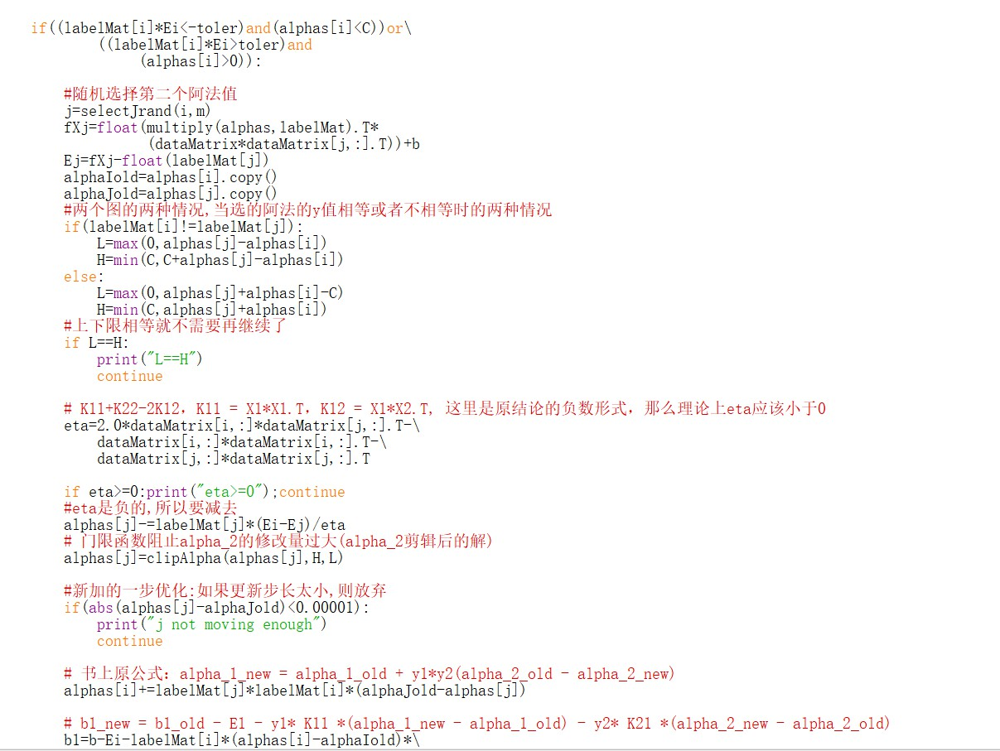 if((labelMat[i]*Ei<-toler)and(alphas[i]<C))or\
((labelMat[i]*Ei>toler)and
(alphas[i]>0)):
#随机选择第二个阿法值
j=selectJrand(i,m)
fXj=float(multiply(alphas,labelMat).T*
(dataMatrix*dataMatrix[j,:].T))+b
Ej=fXj-float(labelMat[j])
alphaIold=alphas[i].copy()
alphaJold=alphas[j].copy()
#两个图的两种情况,当选的阿法的y值相等或者不相等时的两种情况
if(labelMat[i]!=labelMat[j]):
L=max(0,alphas[j]-alphas[i])
H=min(C,C+alphas[j]-alphas[i])
else:
L=max(0,alphas[j]+alphas[i]-C)
H=min(C,alphas[j]+alphas[i])
#上下限相等就不需要再继续了
if L==H:
print("L==H")
continue
# K11+K22-2K12，K11 = X1*X1.T，K12 = X1*X2.T, 这里是原结论的负数形式，那么理论上eta应该小于0
eta=2.0*dataMatrix[i,:]*dataMatrix[j,:].T-\
dataMatrix[i,:]*dataMatrix[i,:].T-\
dataMatrix[j,:]*dataMatrix[j,:].T
if eta>=0:print("eta>=0");continue
#eta是负的,所以要减去
alphas[j]-=labelMat[j]*(Ei-Ej)/eta
# 门限函数阻止alpha_2的修改量过大(alpha_2剪辑后的解)
alphas[j]=clipAlpha(alphas[j],H,L)
#新加的一步优化:如果更新步长太小,则放弃
if(abs(alphas[j]-alphaJold)<0.00001):
print("j not moving enough")
continue
# 书上原公式：alpha_1_new = alpha_1_old + y1*y2(alpha_2_old - alpha_2_new)
alphas[i]+=labelMat[j]*labelMat[i]*(alphaJold-alphas[j])
# b1_new = b1_old - E1 - y1* K11 *(alpha_1_new - alpha_1_old) - y2* K21 *(alpha_2_new - alpha_2_old)
b1=b-Ei-labelMat[i]*(alphas[i]-alphaIold)*\